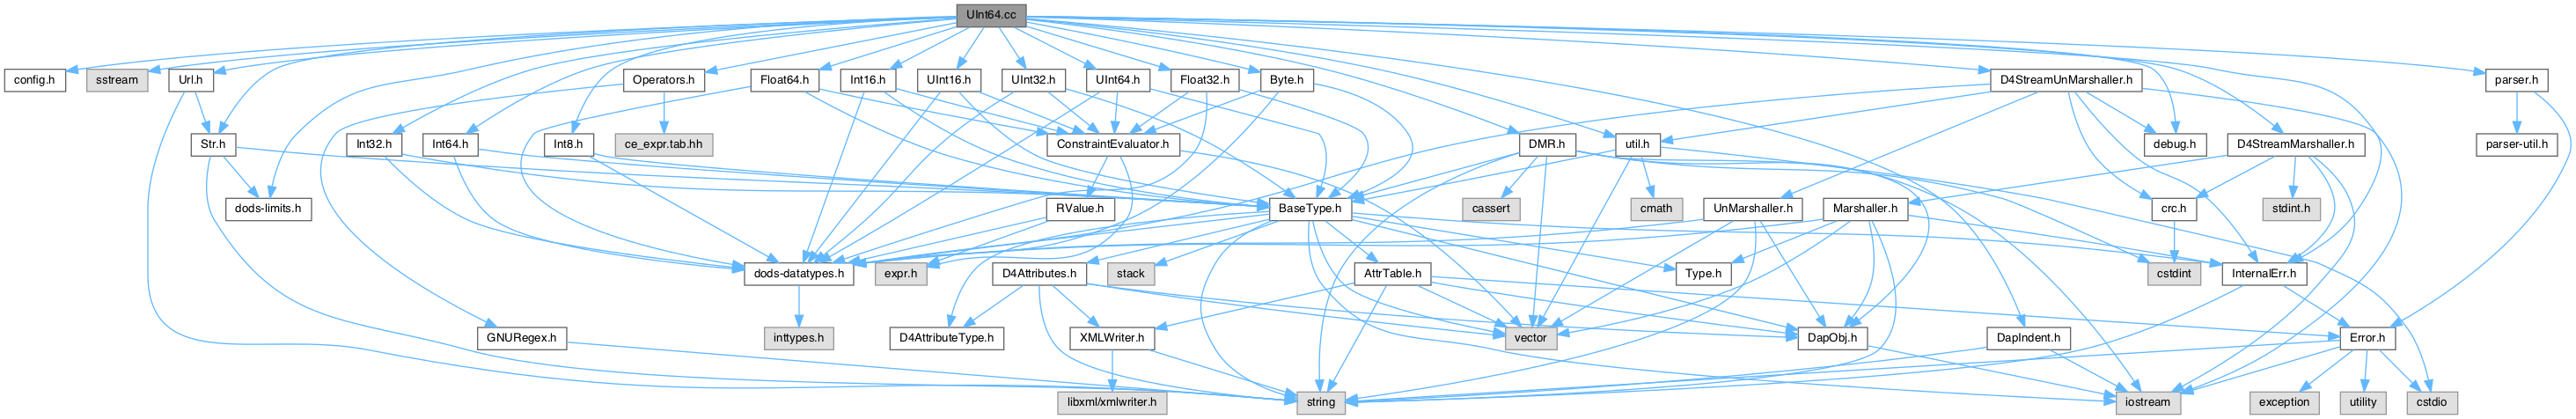 UInt64.cc
config.h
sstream
Url.h
Operators.h
Float64.h
Int16.h
UInt16.h
UInt32.h
UInt64.h
Float32.h
Byte.h
D4StreamUnMarshaller.h
parser.h
Str.h
Int32.h
Int64.h
Int8.h
ce_expr.tab.hh
ConstraintEvaluator.h
DMR.h
util.h
debug.h
D4StreamMarshaller.h
parser-util.h
dods-limits.h
RValue.h
BaseType.h
cassert
cmath
UnMarshaller.h
Marshaller.h
crc.h
stdint.h
dods-datatypes.h
expr.h
D4Attributes.h
stack
AttrTable.h
Type.h
cstdint
InternalErr.h
GNURegex.h
inttypes.h
D4AttributeType.h
XMLWriter.h
vector
DapObj.h
DapIndent.h
Error.h
libxml/xmlwriter.h
string
iostream
exception
utility
cstdio